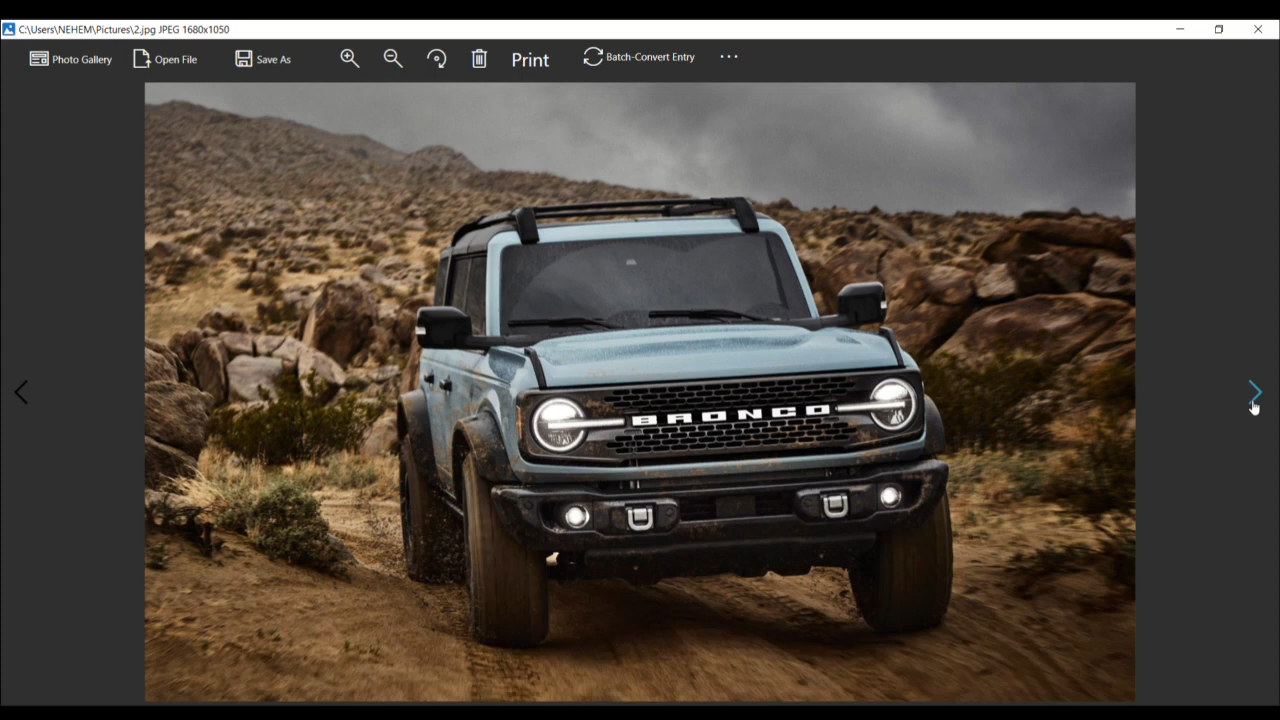 C:\Users\NEHEM\Pictures\2.jpg JPEG 1680x1050
Photo Gallery
Open File
Save As
Print
Batch-Convert Entry
BRONCO